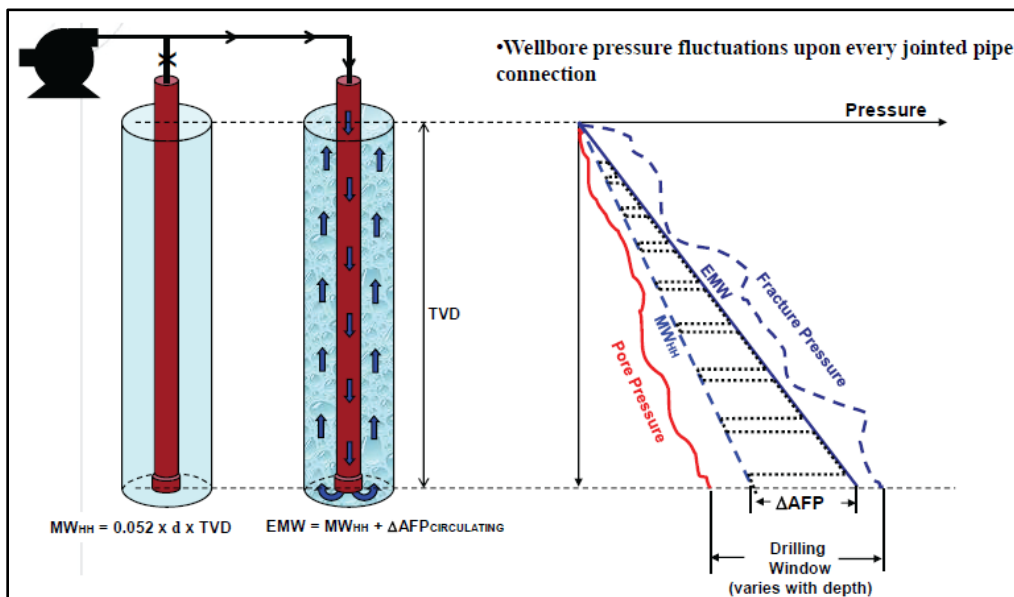 •Wellbore pressure fluctuations upon every jointed pipe
connection
Pressure
TVD
EMW
Fracture Pressure
MWHH
Pore Pressure
ΔAFP
MWHH = 0.052 x d x TVD
EMW = MWHH + ΔAFPCIRCULATING
Drilling
Window
(varies with depth)